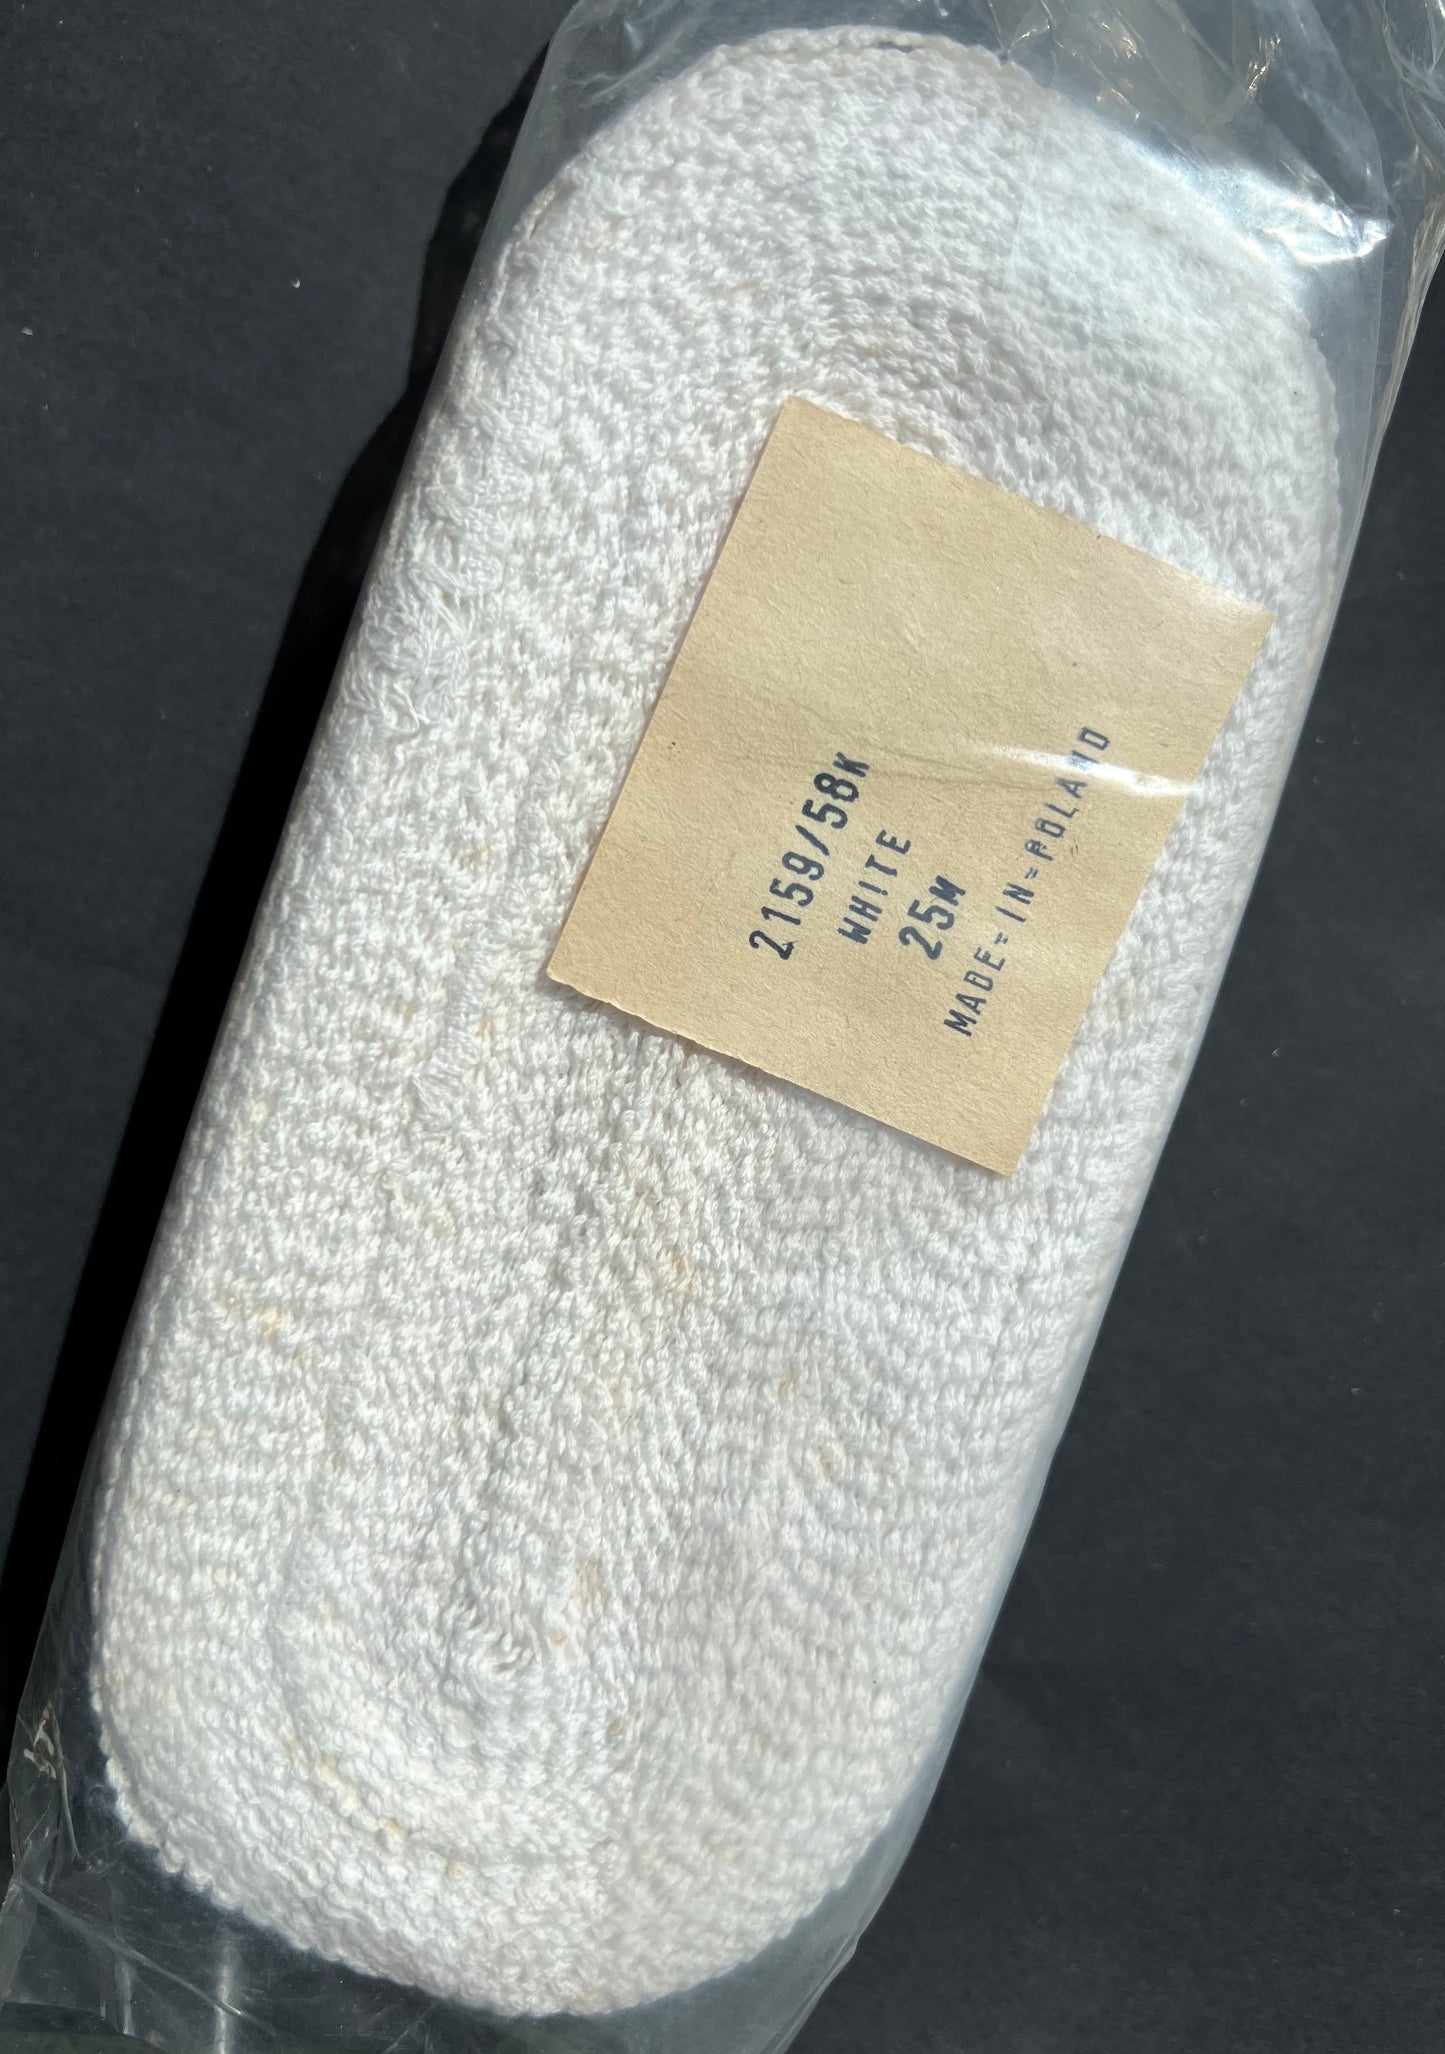 2159/58K
WHITE
25M
MADE=IN=POLAND